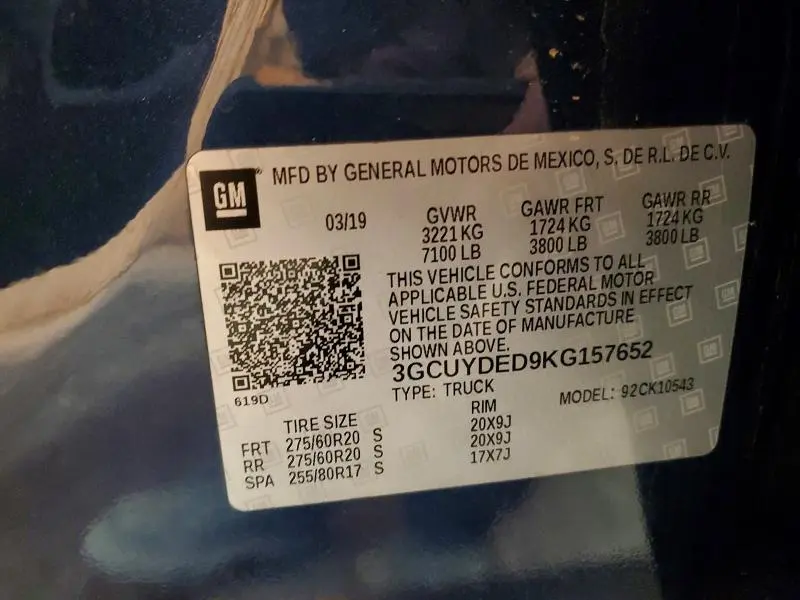 GM
MFD BY GENERAL MOTORS DE MEXICO, S, DE R.L. DE C.V.
03/19
GVWR GAWR FRT GAWR RR
3221 KG 1724 KG 1724 KG
7100 LB 3800 LB 3800 LB
THIS VEHICLE CONFORMS TO ALL
APPLICABLE U.S. FEDERAL MOTOR
VEHICLE SAFETY STANDARDS IN EFFECT
ON THE DATE OF MANUFACTURE
SHOWN ABOVE.
3GCUYDED9KG157652
619D
TYPE: TRUCK MODEL: 92CK10543
TIRE SIZE RIM
FRT 275/60R20 S 20X9J
RR 275/60R20 S 20X9J
SPA 255/80R17 S 17X7J